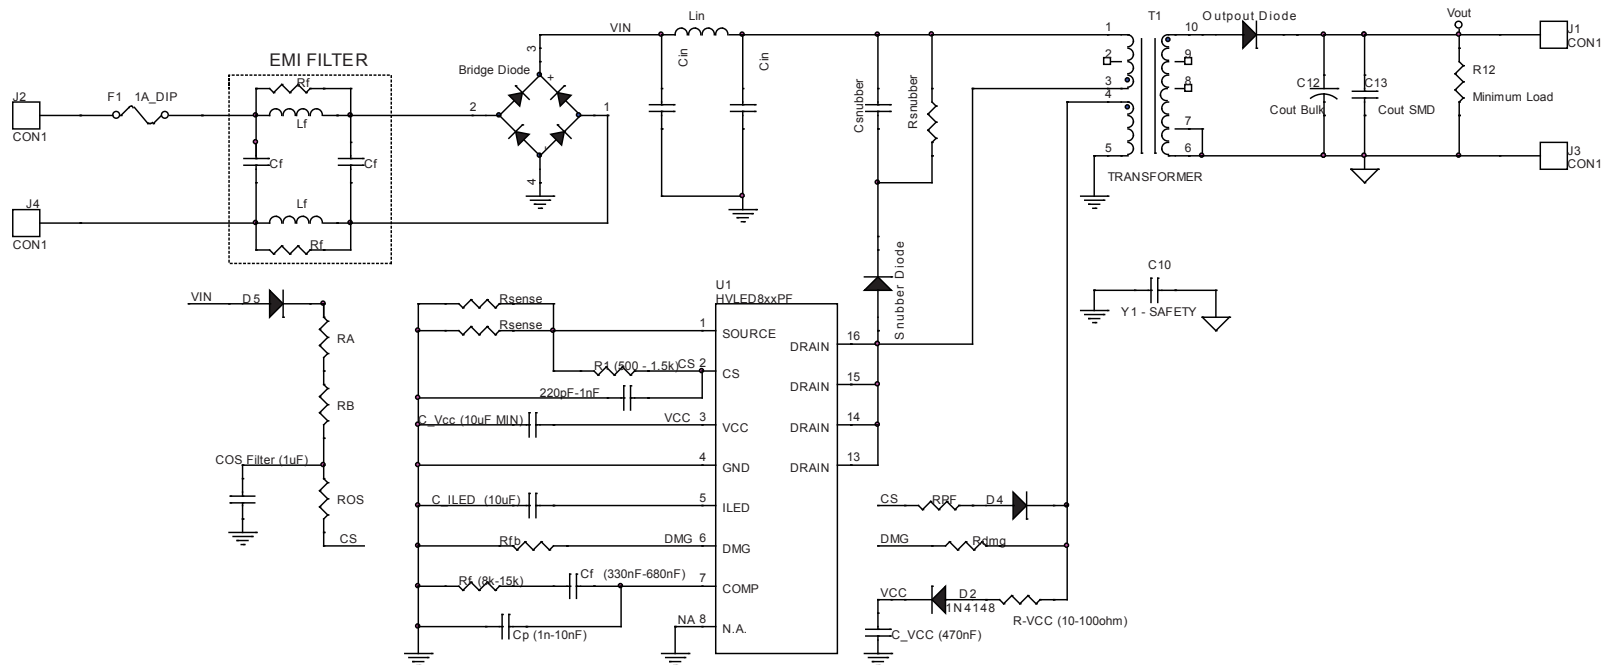 EMI FILTER
J2
CON1
F1 1A_DIP
Rf
Lf
Cf
Cf
Lf
Rf
J4
CON1
Bridge Diode
2
3
+
-
1
4
VIN
Lin
Cin
Cin
Csnubber
Rsnubber
Snubber Diode
T1
1
2
3
4
5
10
9
8
7
6
TRANSFORMER
Outpout Diode
C12
Cout Bulk
C13
Cout SMD
Vout
R12
Minimum Load
J1
CON1
J3
CON1
C10
Y1 - SAFETY
VIN
D5
RA
RB
COS Filter (1uF)
ROS
CS
U1
HVLED8xxPF
Rsense
Rsense
R1 (500 - 1.5k)
220pF-1nF
C_Vcc (10uF MIN)
C_ILED (10uF)
Rfb
Rf (8k-15k)
Cf (330nF-680nF)
Cp (1n-10nF)
1
SOURCE
CS 2
CS
VCC 3
VCC
4
GND
5
ILED
DMG 6
DMG
7
COMP
NA 8
N.A.
16
DRAIN
15
DRAIN
14
DRAIN
13
DRAIN
CS
RPF
D4
DMG
Rdmg
VCC
D2
1N4148
R-VCC (10-100ohm)
C_VCC (470nF)